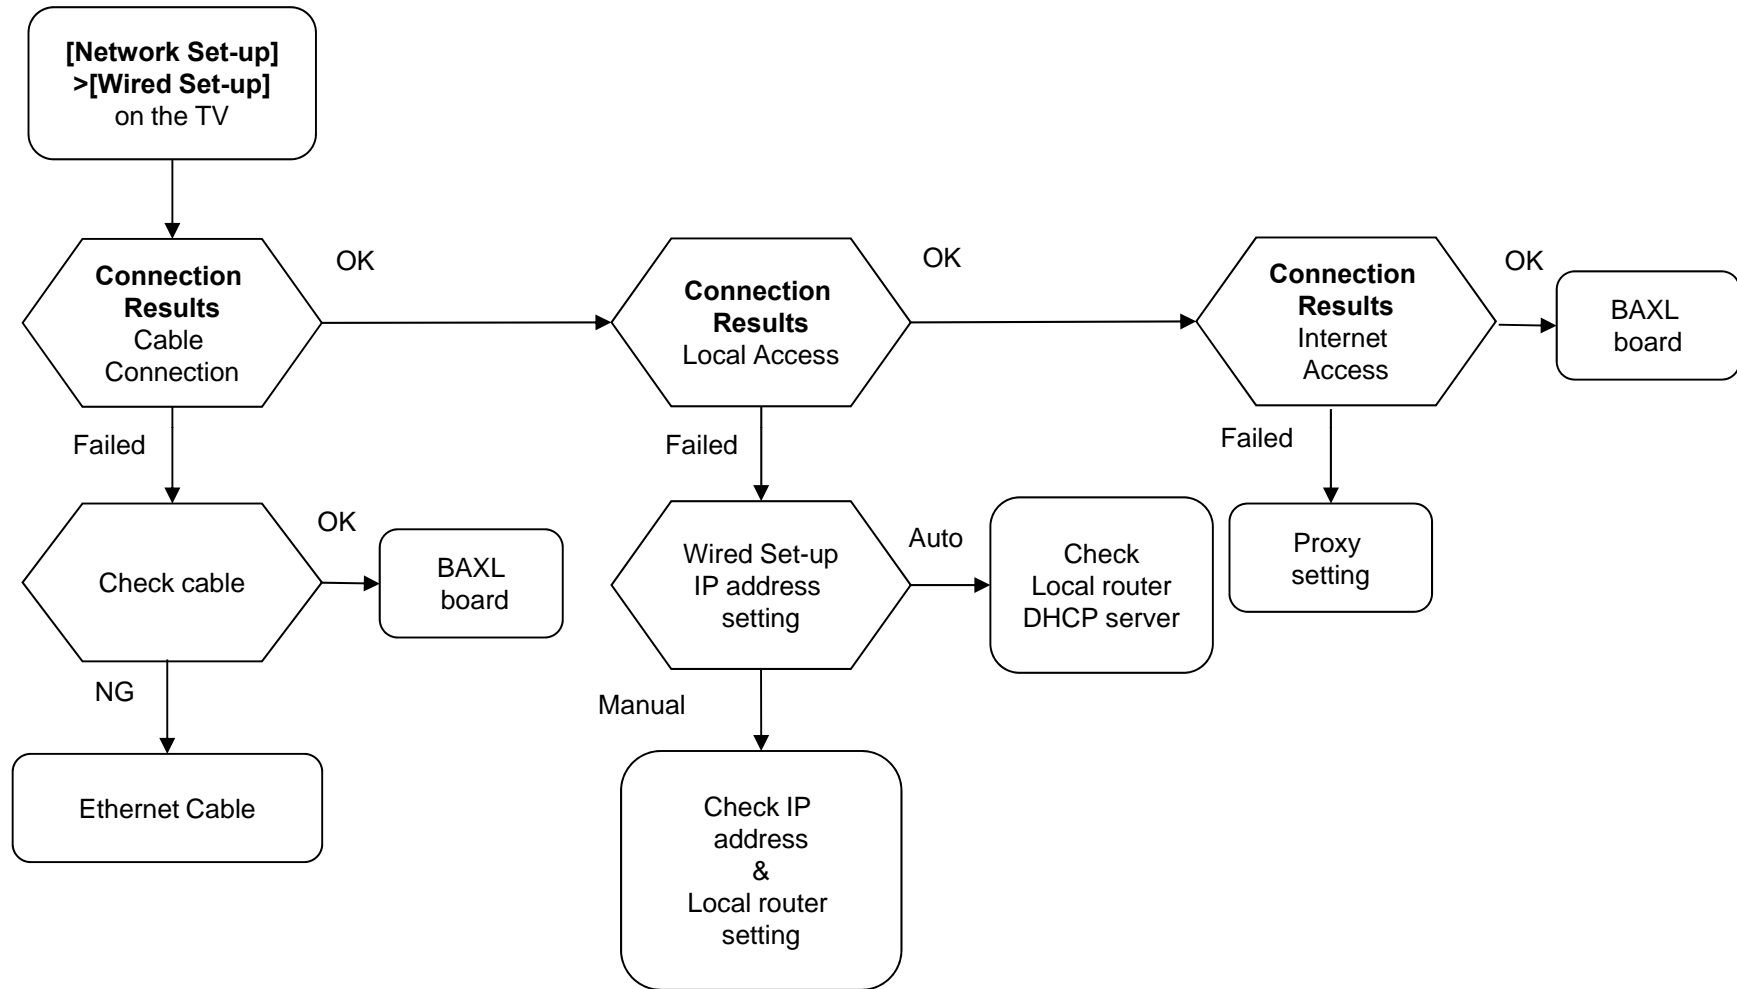 [Network Set-up]
>[Wired Set-up]
on the TV
Connection
Results
Cable
Connection
OK
Connection
Results
Local Access
OK
Connection
Results
Internet
Access
OK
BAXL
board
Failed
Failed
Failed
Check cable
OK
BAXL
board
Wired Set-up
IP address
setting
Auto
Check
Local router
DHCP server
Proxy
setting
NG
Manual
Ethernet Cable
Check IP
address
&
Local router
setting